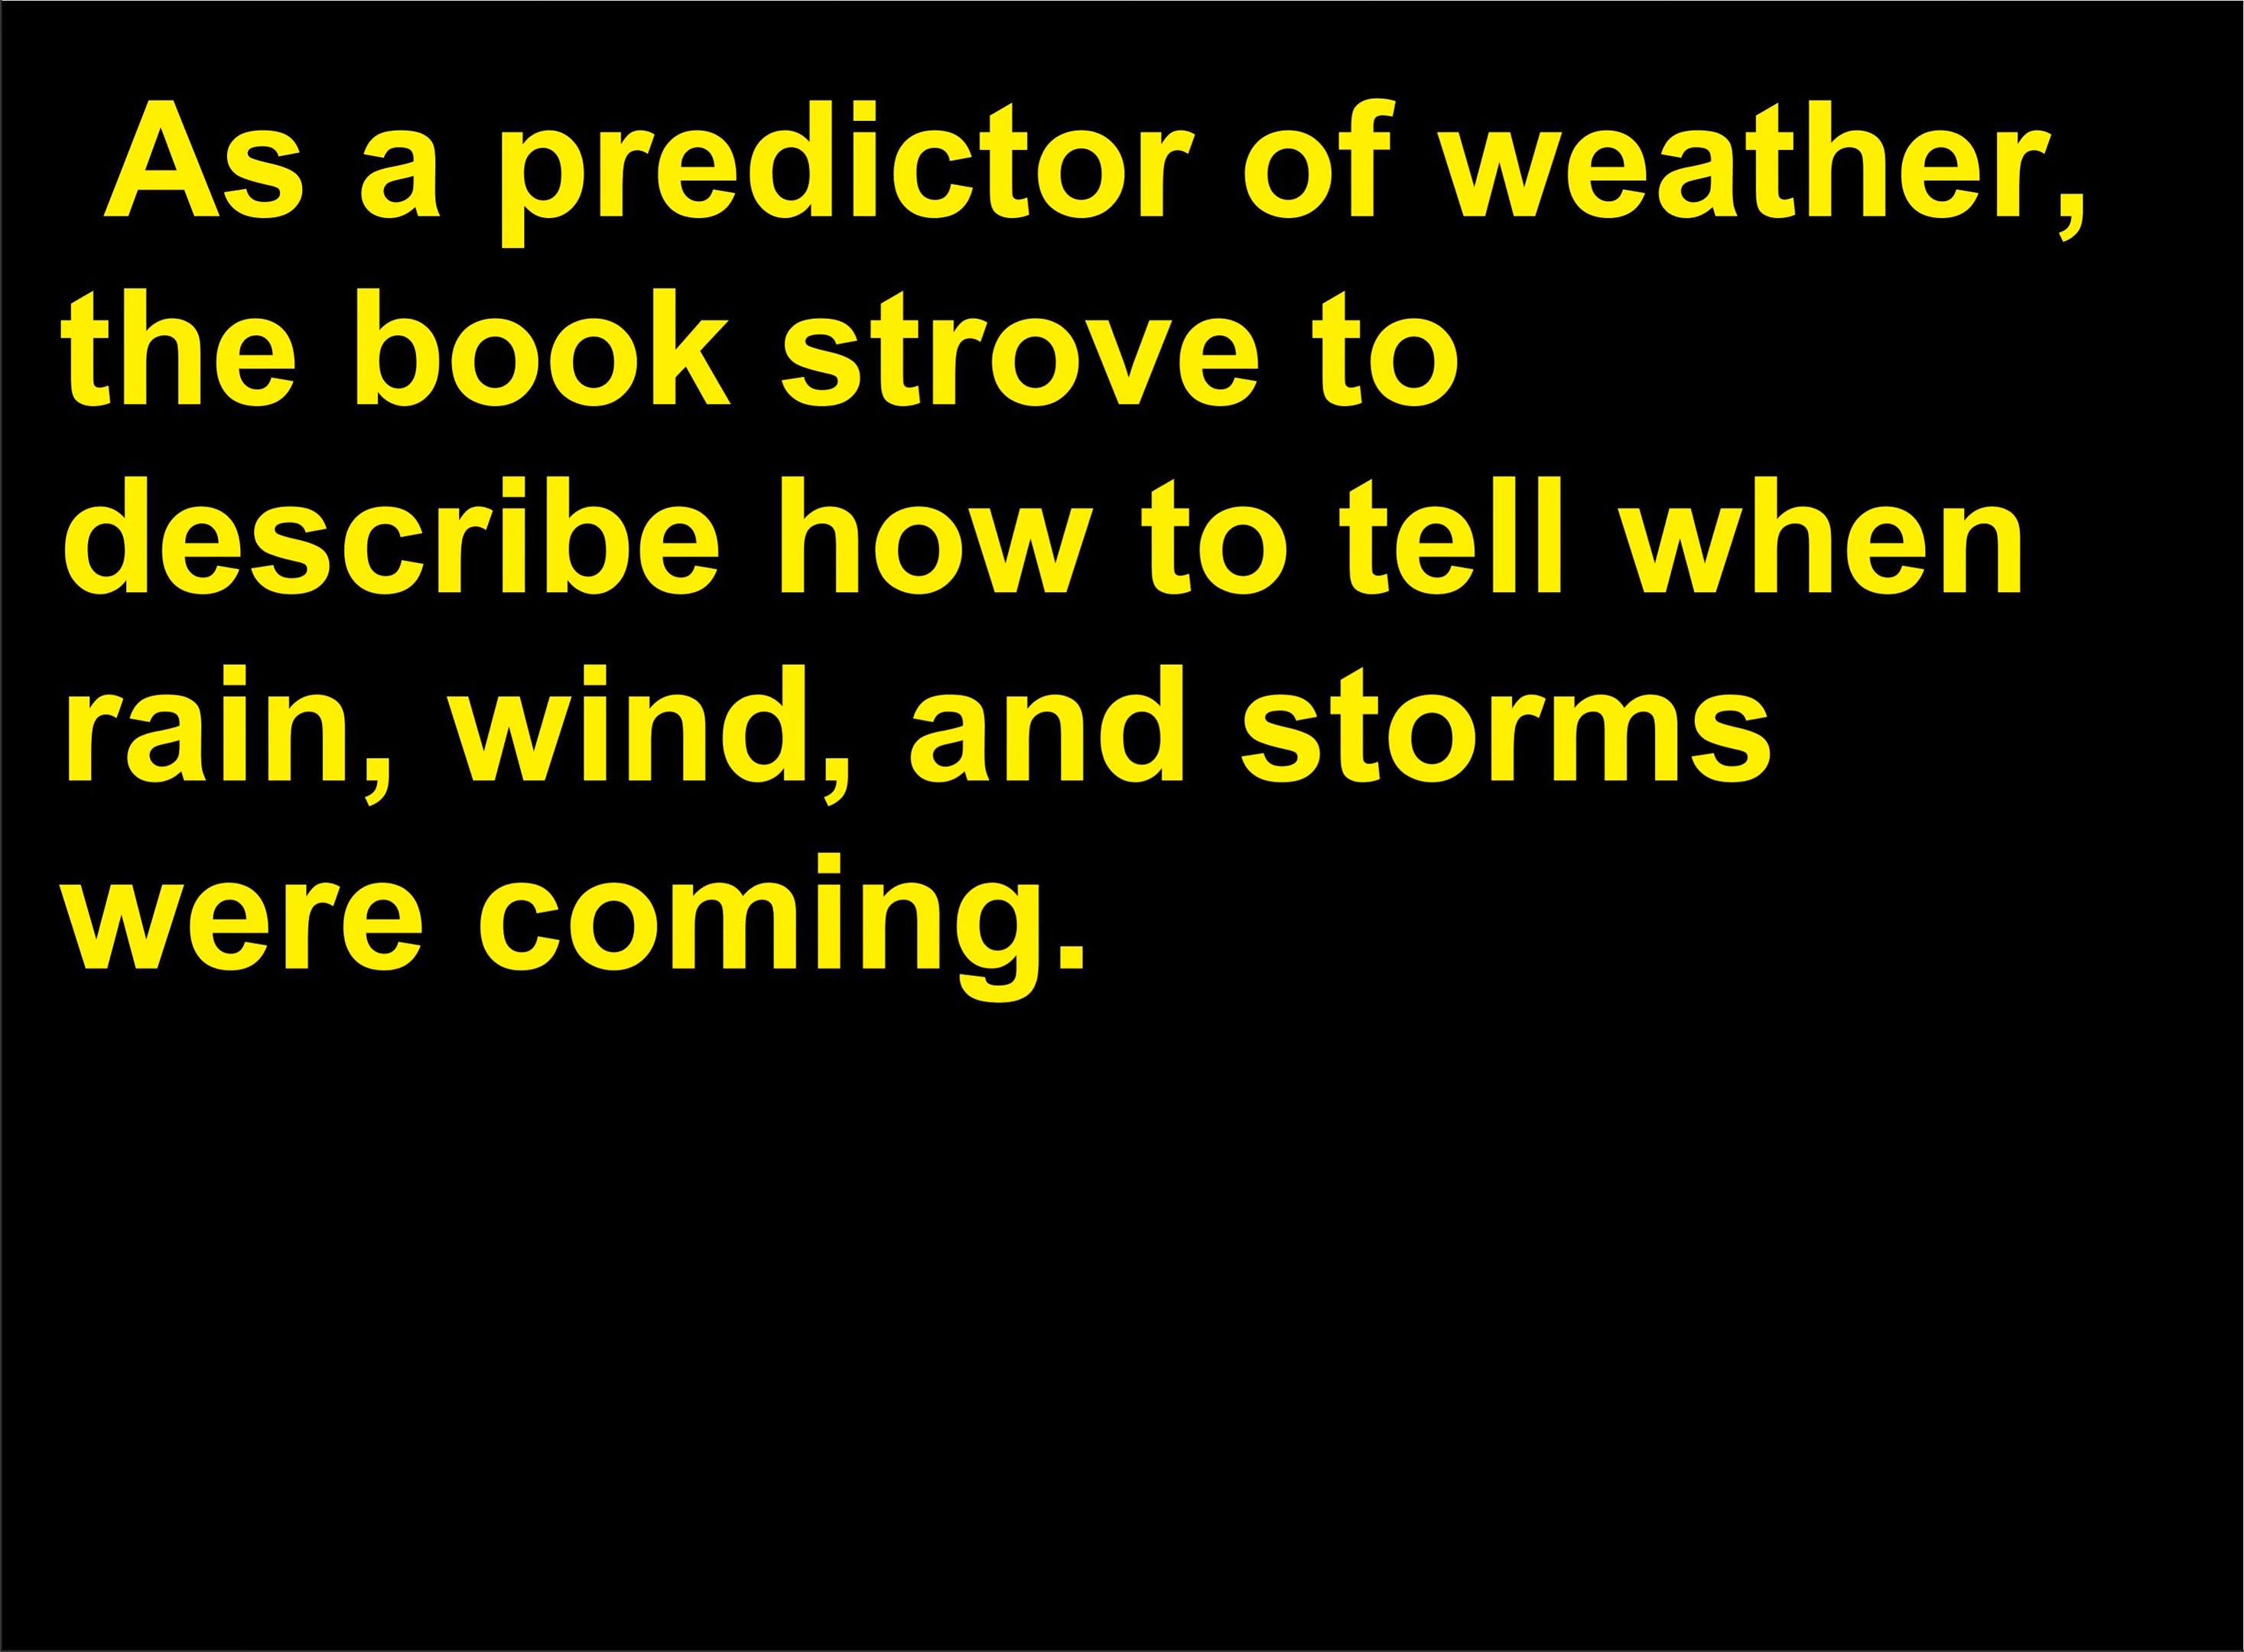 As a predictor of weather,
the book strove to
describe how to tell when
rain, wind, and storms
were coming.